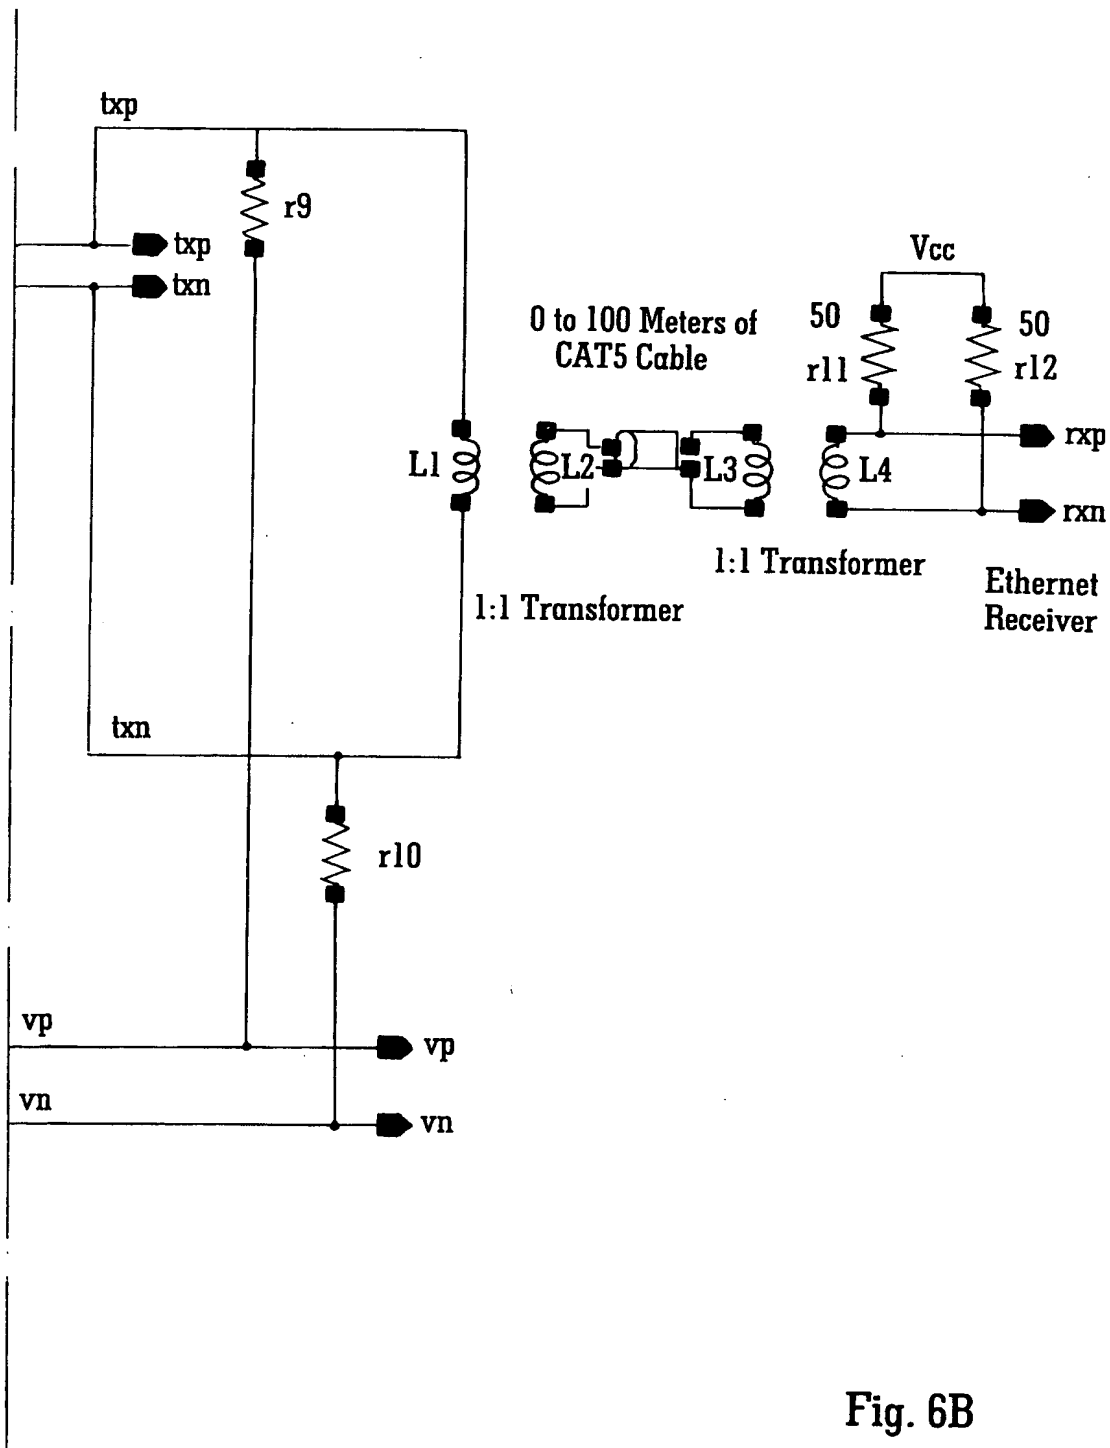 txp
r9
txp
txn
Vcc
0 to 100 Meters of
CAT5 Cable
50
r11
50
r12
rxp
L1
L2
L3
L4
rxn
1:1 Transformer
1:1 Transformer
Ethernet
Receiver
txn
r10
vp
vp
vn
vn
Fig. 6B